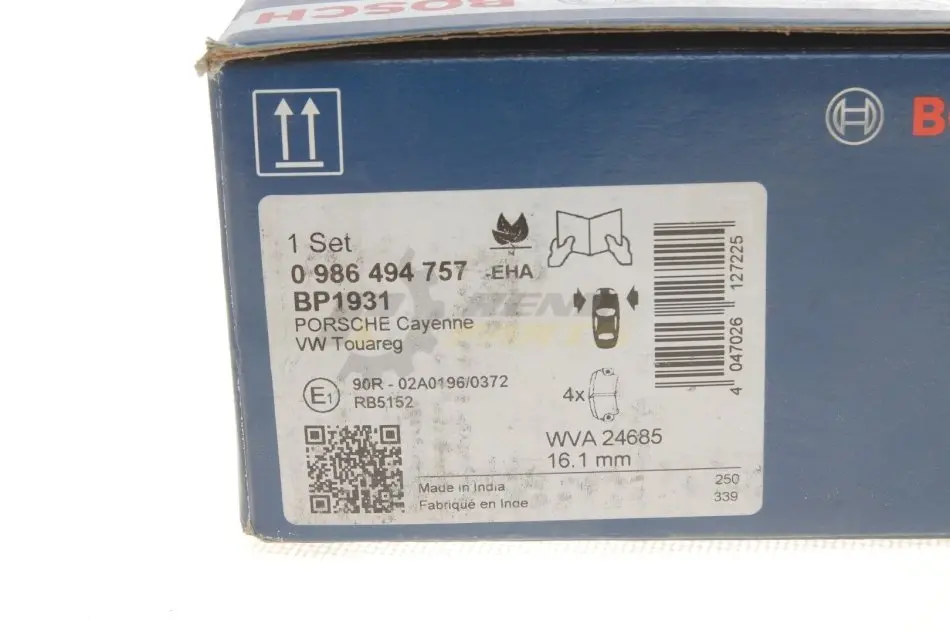 BOSCH
B
1 Set
0 986 494 757 -EHA
BP1931
PORSCHE Cayenne
VW Touareg
E1 90R - 02A0196/0372
RB5152
4x
WVA 24685
16.1 mm
Made in India
Fabriqué en Inde
250
339
4 047026 127225